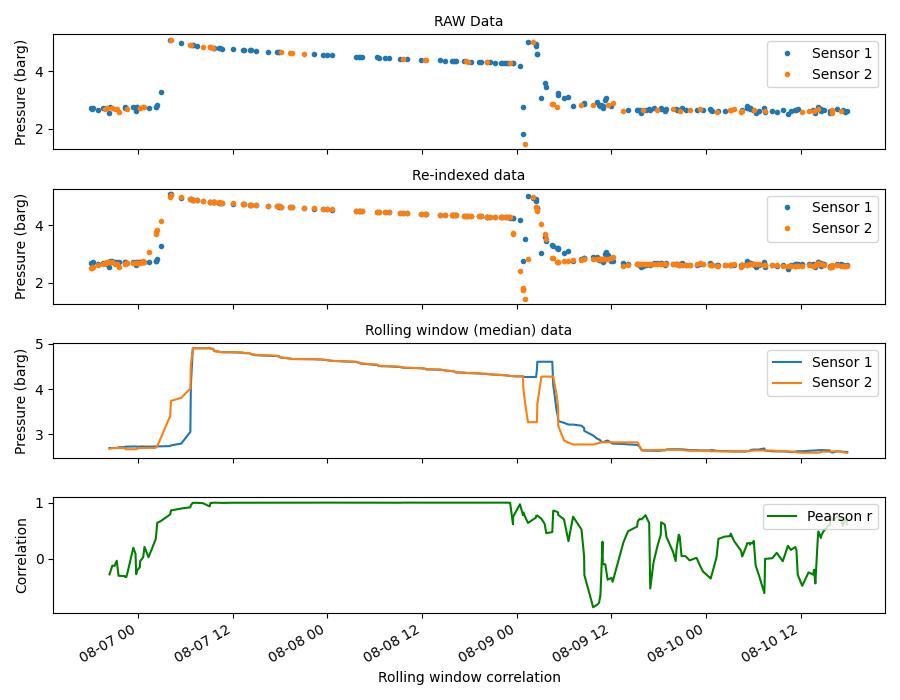 RAW Data
Pressure (barg)
4
2
Sensor 1
Sensor 2
Re-indexed data
Pressure (barg)
4
2
Sensor 1
Sensor 2
Rolling window (median) data
Pressure (barg)
5
4
3
Sensor 1
Sensor 2
Correlation
1
0
Pearson r
08-07 00
08-07 12
08-08 00
08-08 12
08-09 00
08-09 12
08-10 00
08-10 12
Rolling window correlation